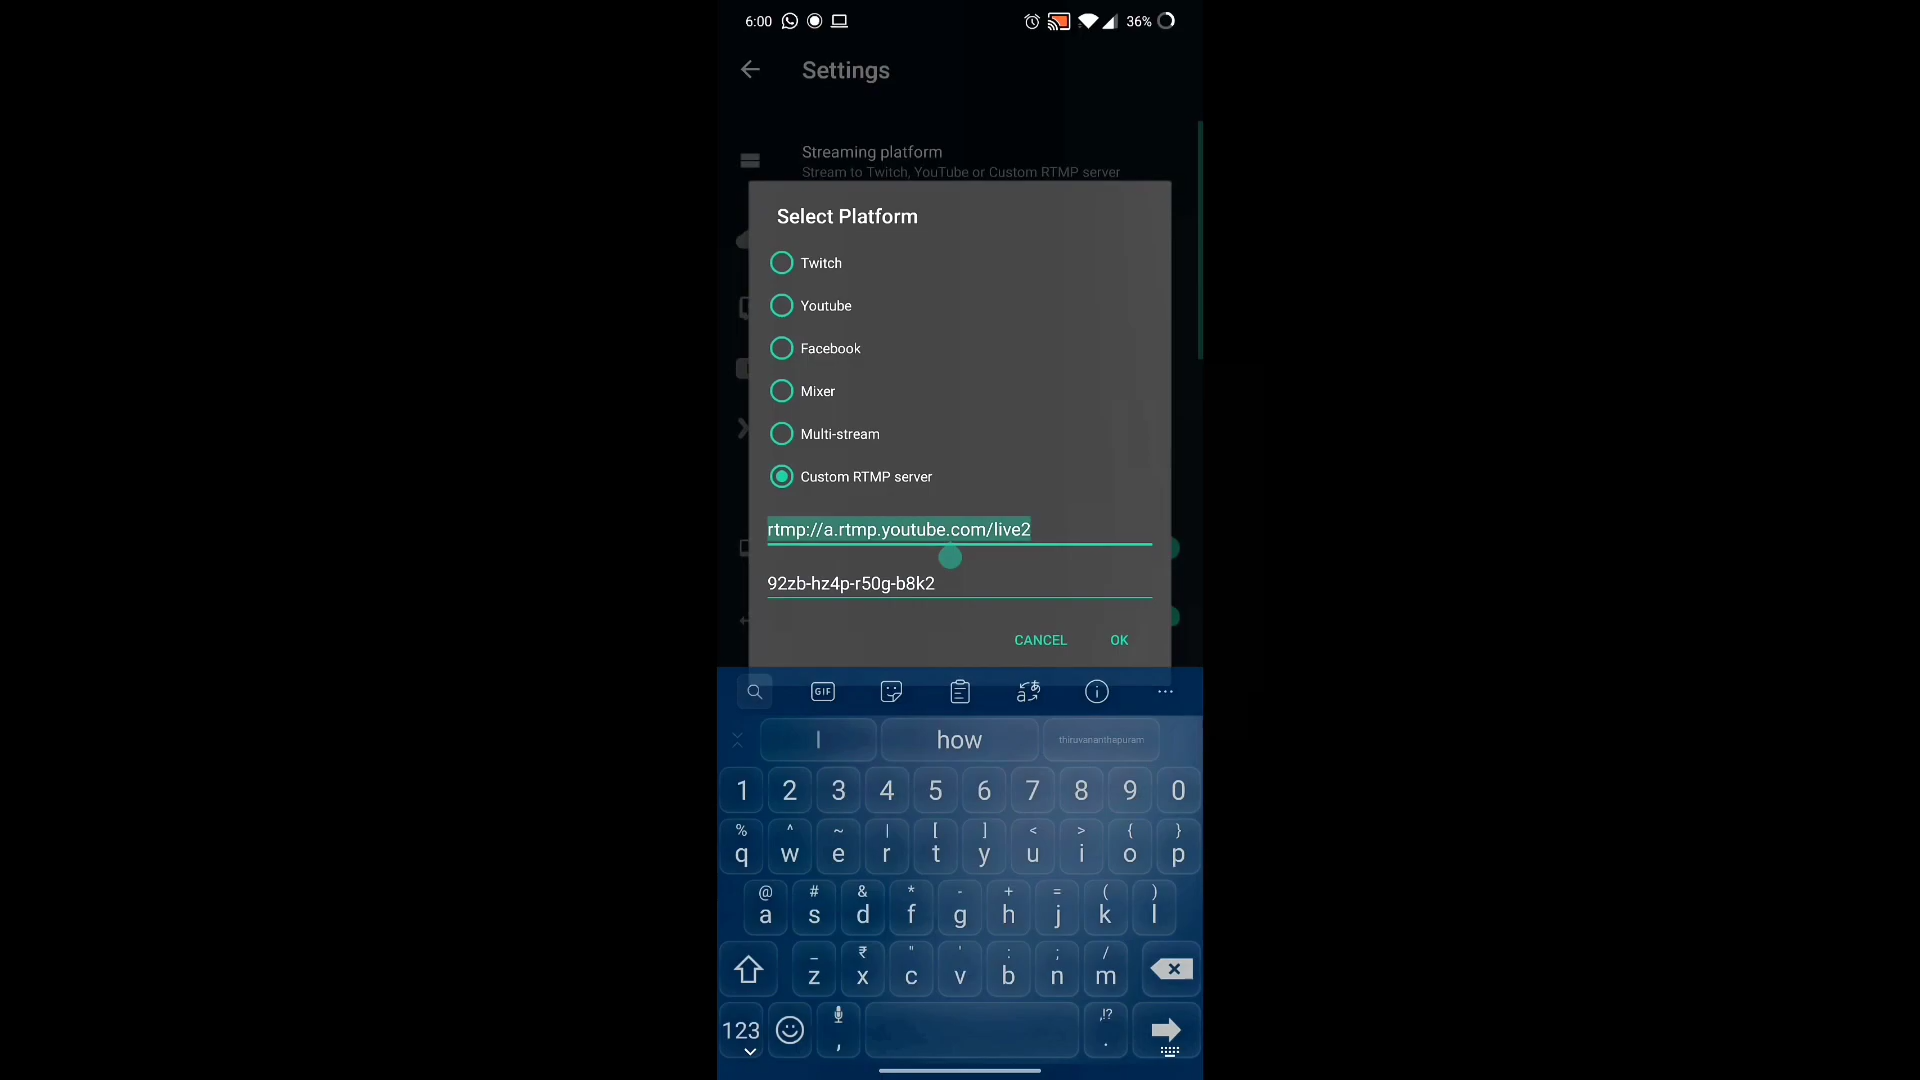 6:00 36%
Settings
Streaming platform
Stream to Twitch, YouTube or Custom RTMP server
Select Platform
Twitch
Youtube
Facebook
Mixer
Multi-stream
Custom RTMP server
rtmp://a.rtmp.youtube.com/live2
92zb-hz4p-r50g-b8k2
CANCEL OK
GIF
I how thiruvananthepuram
1 2 3 4 5 6 7 8 9 0
% ^ ~ | [ ] < > { }
q w e r t y u i o p
@ # & * - + = ( )
a s d f g h j k l
_ ₹ " ' : ; /
z x c v b n m
,!?
123 , .